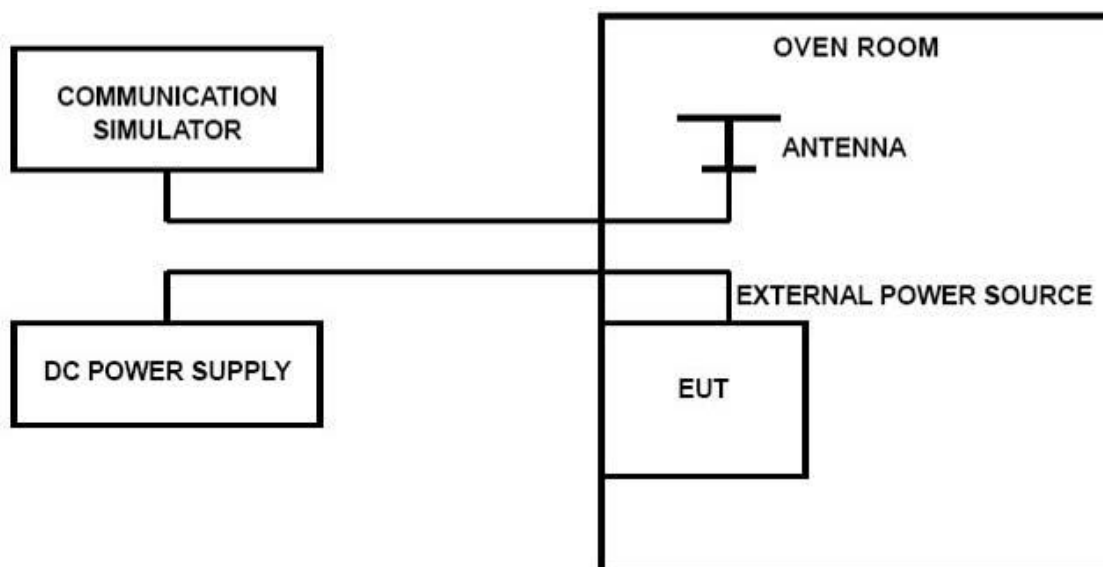 OVEN ROOM
COMMUNICATION
SIMULATOR
ANTENNA
EXTERNAL POWER SOURCE
DC POWER SUPPLY
EUT